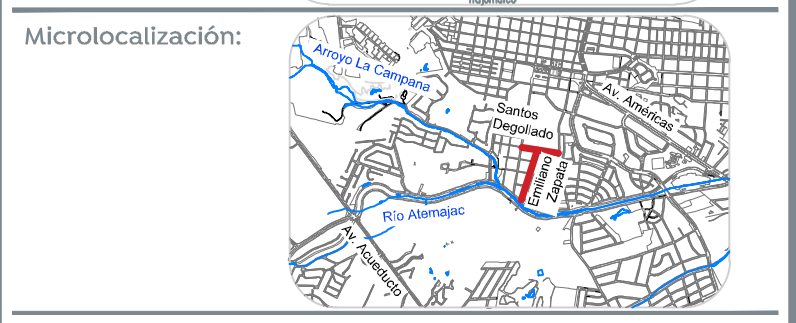 Microlocalización:
Arroyo La Campana
Santos
Degollado
Av. Américas
Emiliano
Zapata
Río Atemajac
Av. Acueducto